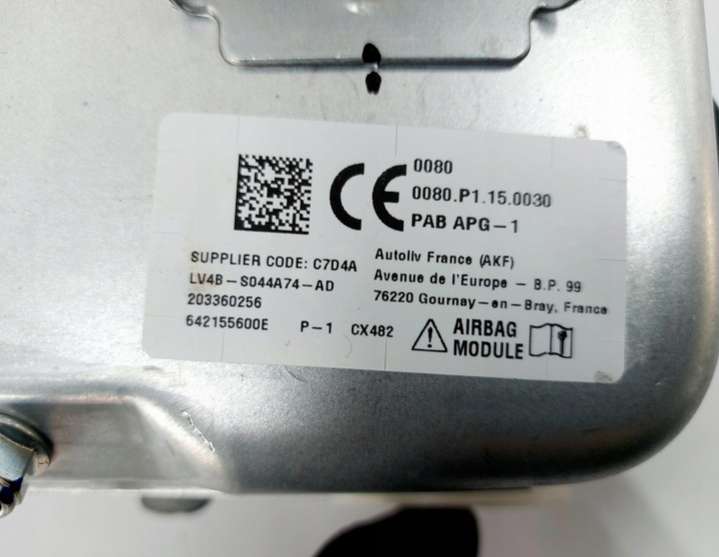 CE 0080
0080.P1.15.0030
PAB APG-1
SUPPLIER CODE: C7D4A
LV4B-S044A74-AD
203360256
642155600E P-1 CX482
Autoliv France (AKF)
Avenue de l'Europe - B.P. 99
76220 Gournay-en-Bray, France
AIRBAG
MODULE